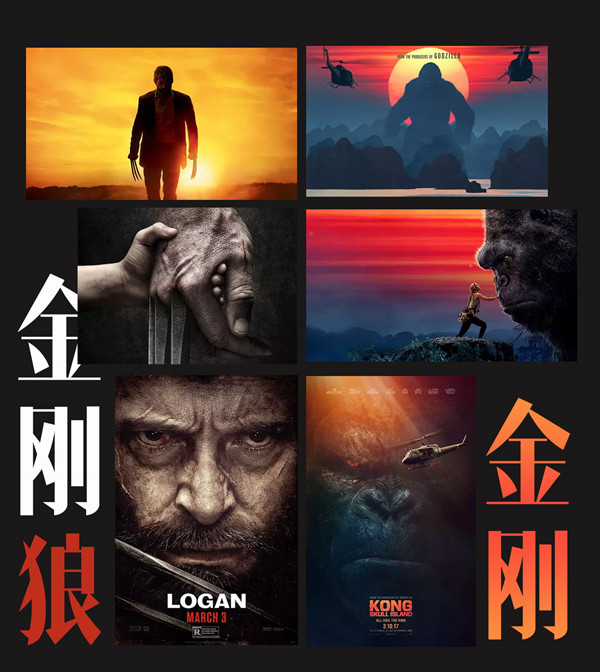 FROM THE PRODUCERS OF GODZILLA
金刚狼
LOGAN
MARCH 3
R
KONG
SKULL ISLAND
ALL HAIL THE KING
3.10.17
金刚